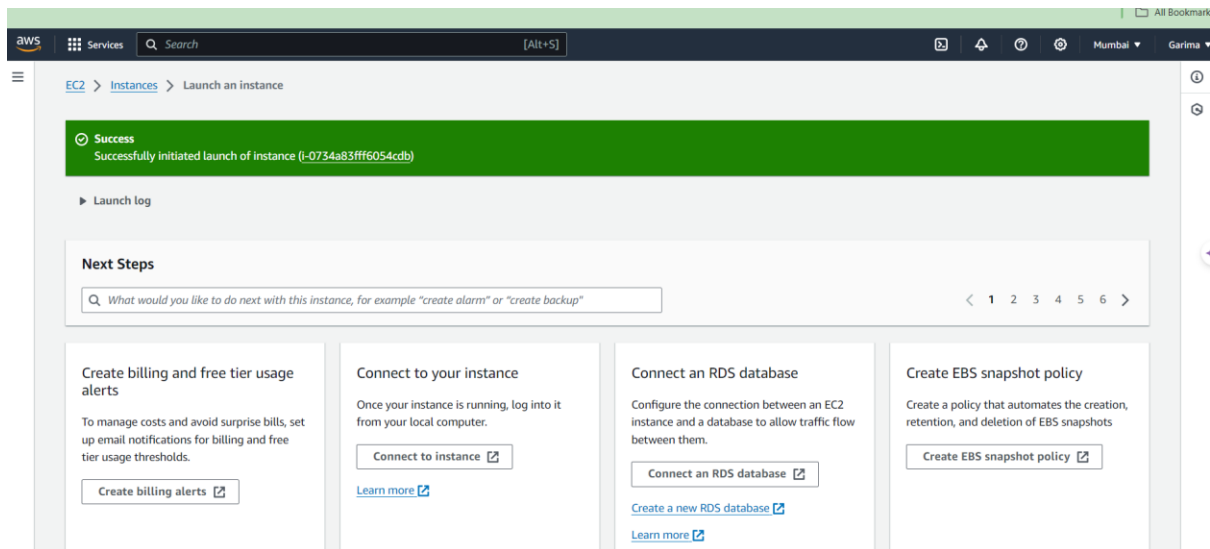 All Bookmark
aws
Services
Search [Alt+S]
Mumbai
Garima
EC2 > Instances > Launch an instance
Success
Successfully initiated launch of instance (i-0734a83fff6054cdb)
Launch log
Next Steps
What would you like to do next with this instance, for example "create alarm" or "create backup"
1 2 3 4 5 6
Create billing and free tier usage
alerts
To manage costs and avoid surprise bills, set
up email notifications for billing and free
tier usage thresholds.
Create billing alerts
Connect to your instance
Once your instance is running, log into it
from your local computer.
Connect to instance
Learn more
Connect an RDS database
Configure the connection between an EC2
instance and a database to allow traffic flow
between them.
Connect an RDS database
Create a new RDS database
Learn more
Create EBS snapshot policy
Create a policy that automates the creation,
retention, and deletion of EBS snapshots
Create EBS snapshot policy